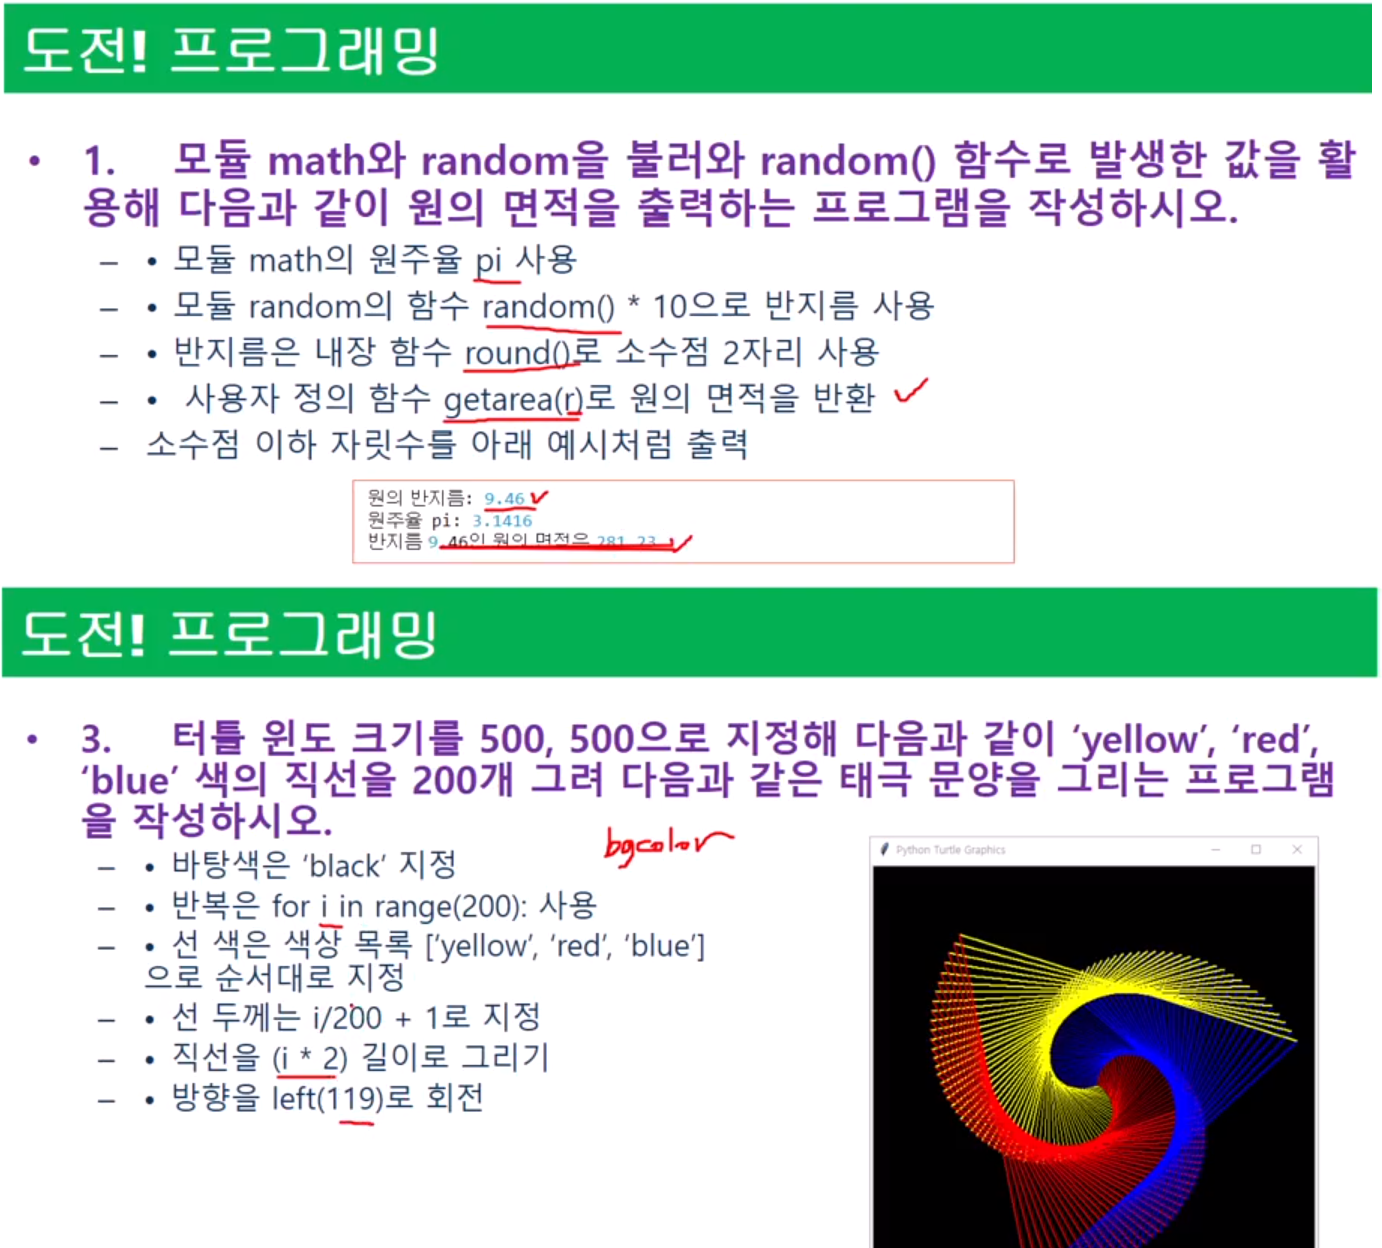 도전! 프로그래밍
• 1. 모듈 math와 random을 불러와 random() 함수로 발생한 값을 활
용해 다음과 같이 원의 면적을 출력하는 프로그램을 작성하시오.
– • 모듈 math의 원주율 pi 사용
– • 모듈 random의 함수 random() * 10으로 반지름 사용
– • 반지름은 내장 함수 round()로 소수점 2자리 사용
– • 사용자 정의 함수 getarea(r)로 원의 면적을 반환
– 소수점 이하 자릿수를 아래 예시처럼 출력
원의 반지름: 9.46
원주율 pi: 3.1416
반지름 9.46인 원의 면적은 281.23
도전! 프로그래밍
• 3. 터틀 윈도 크기를 500, 500으로 지정해 다음과 같이 ‘yellow’, ‘red’,
‘blue’ 색의 직선을 200개 그려 다음과 같은 태극 문양을 그리는 프로그램
을 작성하시오.
bgcolor
– • 바탕색은 ‘black’ 지정
– • 반복은 for i in range(200): 사용
– • 선 색은 색상 목록 [‘yellow’, ‘red’, ‘blue’]
으로 순서대로 지정
– • 선 두께는 i/200 + 1로 지정
– • 직선을 (i * 2) 길이로 그리기
– • 방향을 left(119)로 회전
Python Turtle Graphics